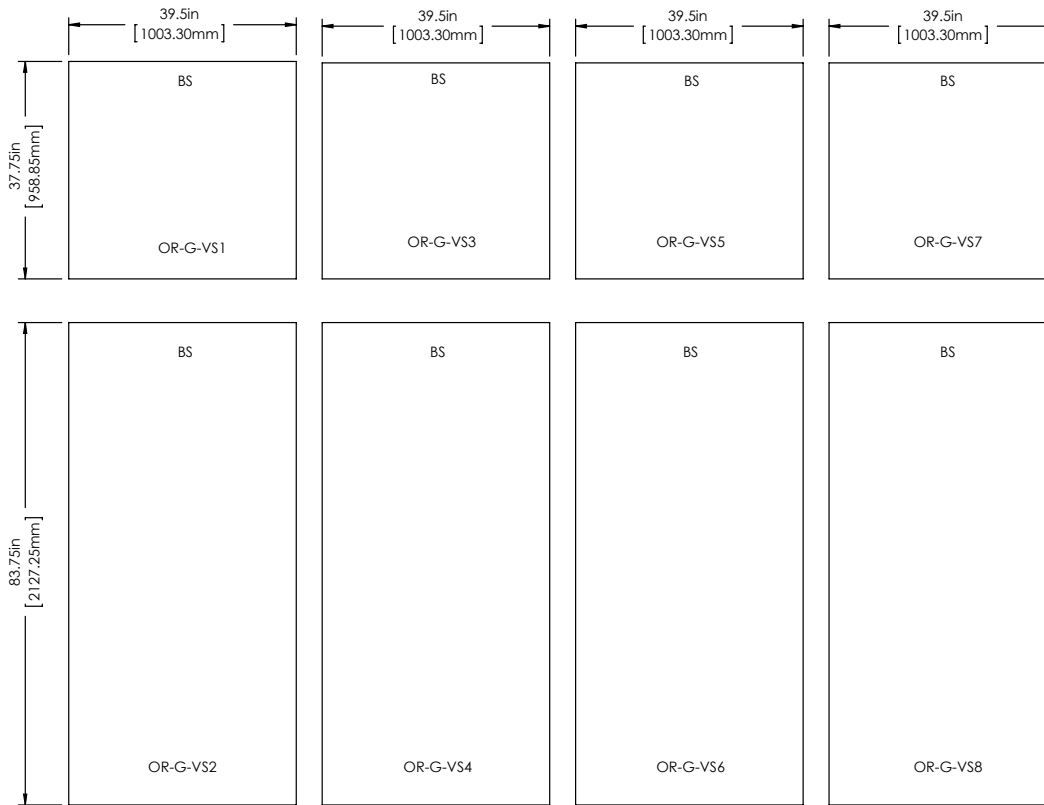 39.5in
[1003.30mm]
39.5in
[1003.30mm]
39.5in
[1003.30mm]
39.5in
[1003.30mm]
37.75in
[958.85mm]
BS
BS
BS
BS
OR-G-VS1
OR-G-VS3
OR-G-VS5
OR-G-VS7
83.75in
[2127.25mm]
BS
BS
BS
BS
OR-G-VS2
OR-G-VS4
OR-G-VS6
OR-G-VS8